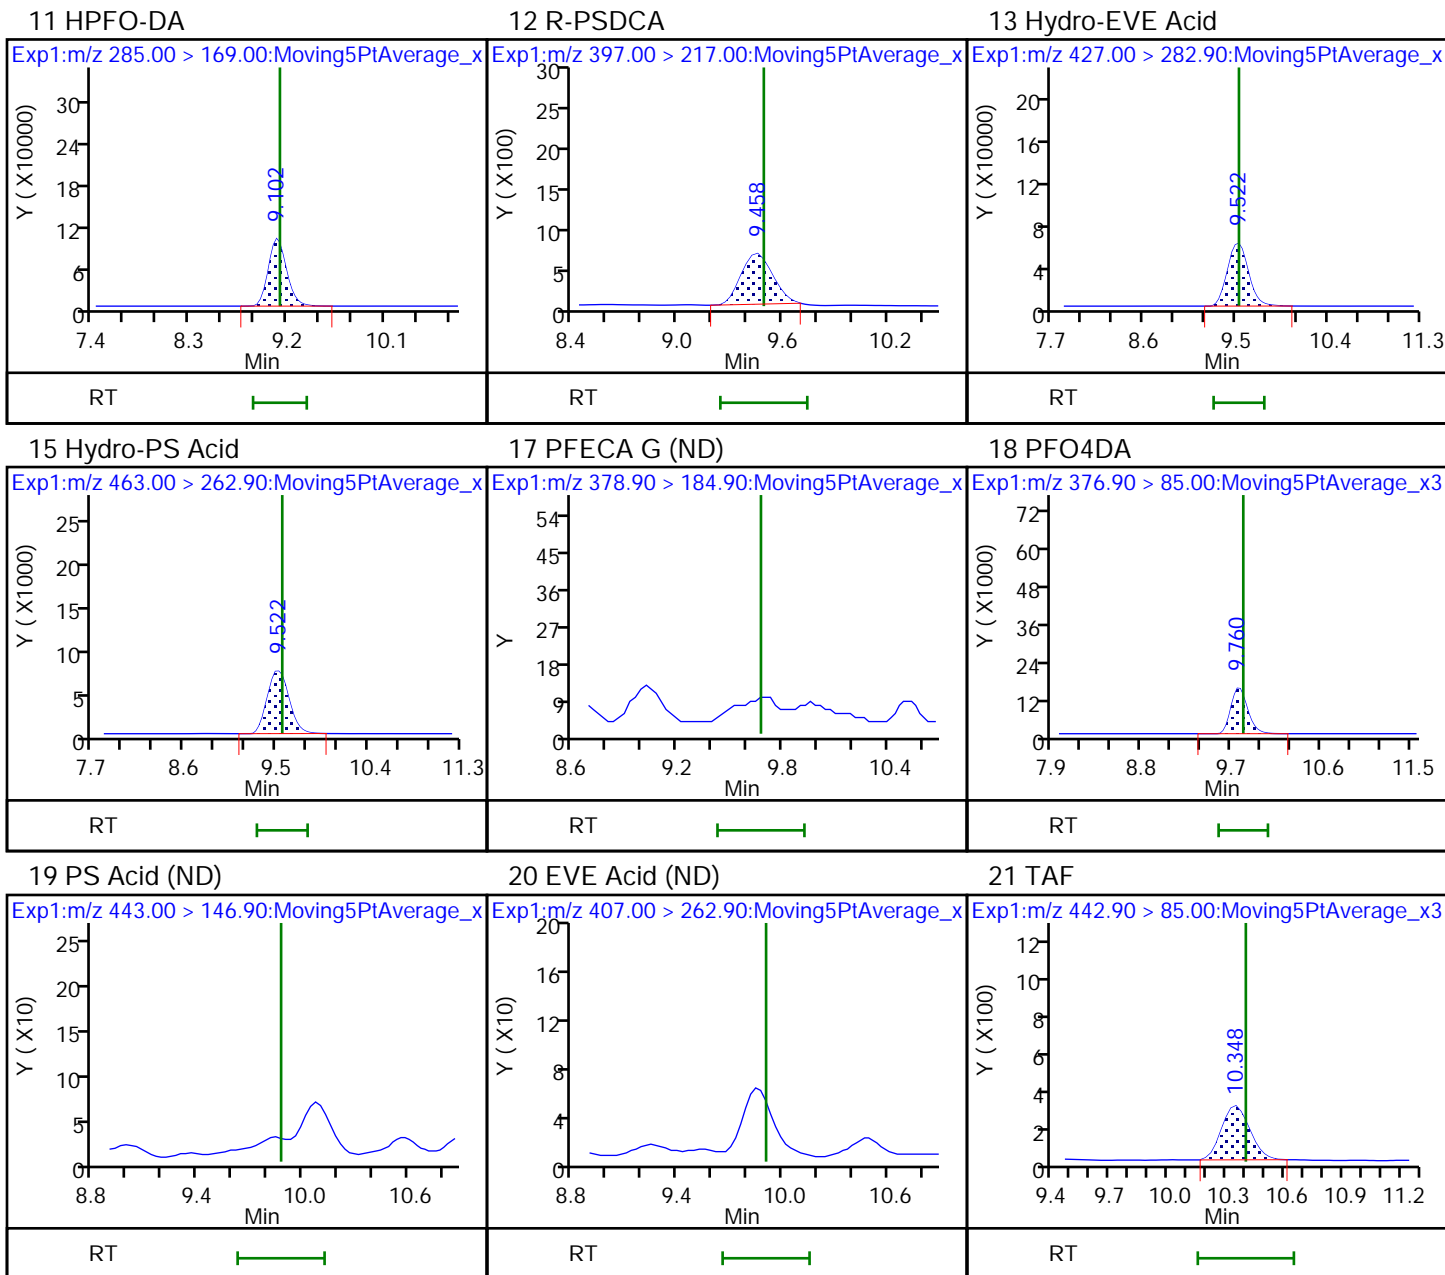 11 HPFO-DA
12 R-PSDCA
13 Hydro-EVE Acid
Exp1:m/z 285.00 > 169.00:Moving5PtAverage_x
Exp1:m/z 397.00 > 217.00:Moving5PtAverage_x
Exp1:m/z 427.00 > 282.90:Moving5PtAverage_x
Y ( X10000)
30
24
18
12
6
0
9.102
7.4 8.3 9.2 10.1
Min
RT
Y ( X100)
30
25
20
15
10
5
0
9.458
8.4 9.0 9.6 10.2
Min
RT
Y ( X10000)
20
16
12
8
4
0
9.522
7.7 8.6 9.5 10.4 11.3
Min
RT
15 Hydro-PS Acid
17 PFECA G (ND)
18 PFO4DA
Exp1:m/z 463.00 > 262.90:Moving5PtAverage_x
Exp1:m/z 378.90 > 184.90:Moving5PtAverage_x
Exp1:m/z 376.90 > 85.00:Moving5PtAverage_x3
Y ( X1000)
25
20
15
10
5
0
9.522
7.7 8.6 9.5 10.4 11.3
Min
RT
Y
54
45
36
27
18
9
0
8.6 9.2 9.8 10.4
Min
RT
Y ( X1000)
72
60
48
36
24
12
0
9.760
7.9 8.8 9.7 10.6 11.5
Min
RT
19 PS Acid (ND)
20 EVE Acid (ND)
21 TAF
Exp1:m/z 443.00 > 146.90:Moving5PtAverage_x
Exp1:m/z 407.00 > 262.90:Moving5PtAverage_x
Exp1:m/z 442.90 > 85.00:Moving5PtAverage_x3
Y ( X10)
25
20
15
10
5
0
8.8 9.4 10.0 10.6
Min
RT
Y ( X10)
20
16
12
8
4
0
8.8 9.4 10.0 10.6
Min
RT
Y ( X100)
12
10
8
6
4
2
0
10.348
9.4 9.7 10.0 10.3 10.6 10.9 11.2
Min
RT